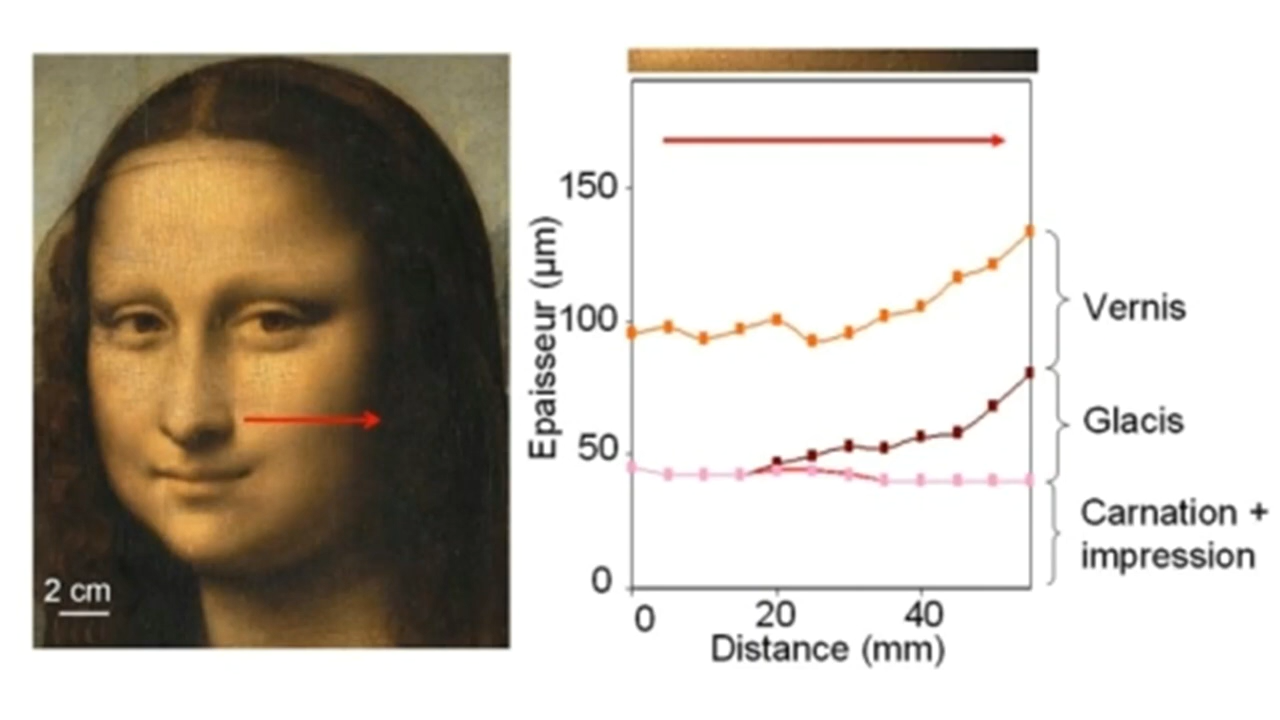 2 cm
Epaisseur (µm)
150
100
50
0
0
20
40
Distance (mm)
Vernis
Glacis
Carnation +
impression